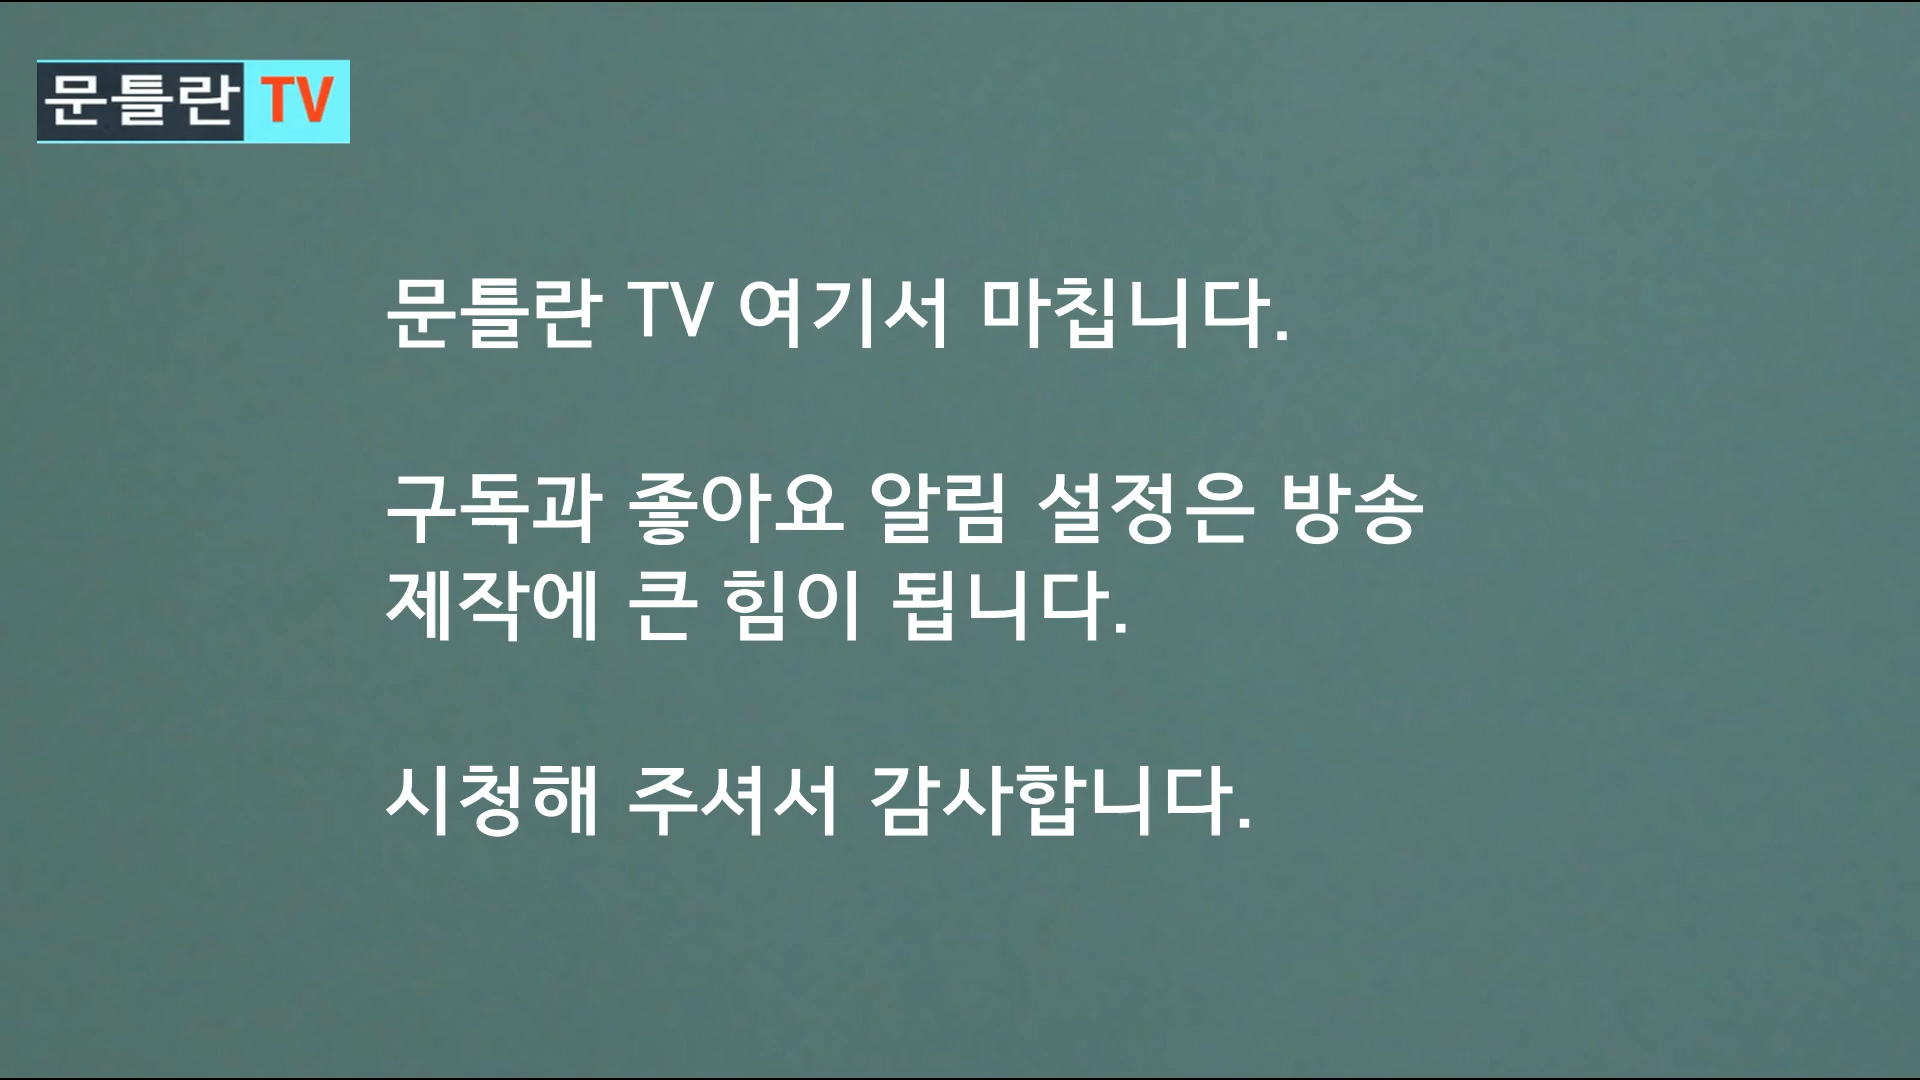 문틀란 TV
문틀란 TV 여기서 마칩니다.
구독과 좋아요 알림 설정은 방송
제작에 큰 힘이 됩니다.
시청해 주셔서 감사합니다.